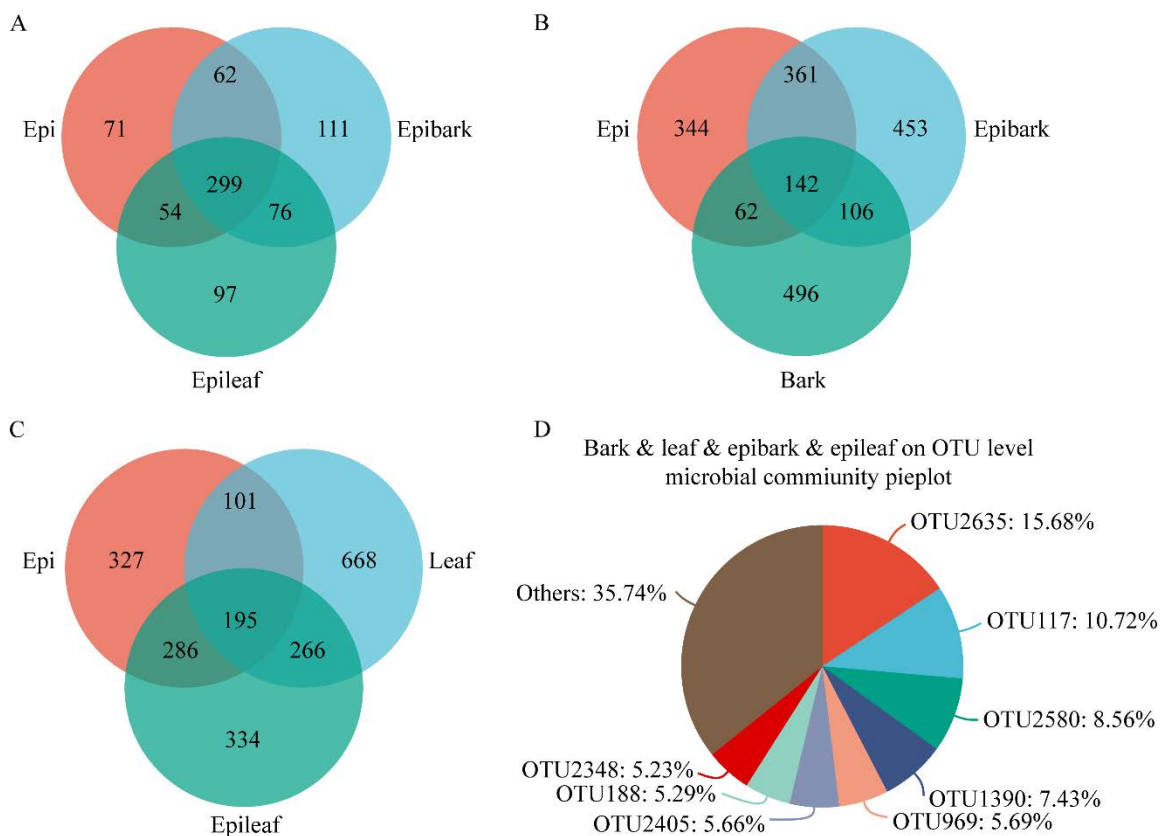 A
62
Epi
71
111
Epibark
299
54
76
97
Epileaf
B
361
Epi
344
453
Epibark
142
62
106
496
Bark
C
101
Epi
327
668
Leaf
195
286
266
334
Epileaf
D
Bark & leaf & epibark & epileaf on OTU level
microbial commiunity pieplot
OTU2635: 15.68%
Others: 35.74%
OTU117: 10.72%
OTU2580: 8.56%
OTU2348: 5.23%
OTU188: 5.29%
OTU1390: 7.43%
OTU2405: 5.66%
OTU969: 5.69%